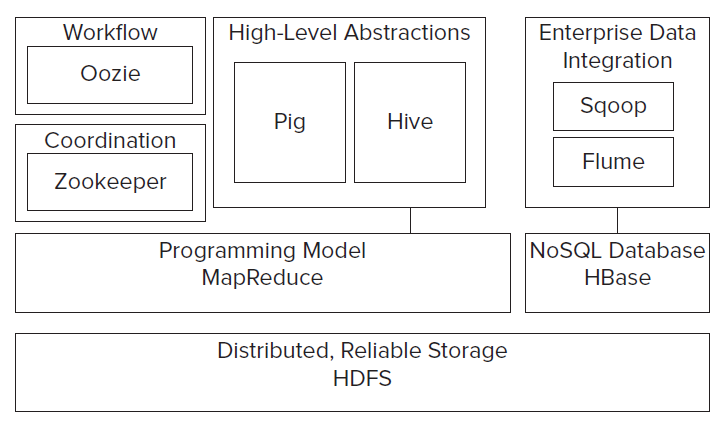 Workflow
Oozie
Coordination
Zookeeper
High-Level Abstractions
Pig
Hive
Enterprise Data
Integration
Sqoop
Flume
Programming Model
MapReduce
NoSQL Database
HBase
Distributed, Reliable Storage
HDFS